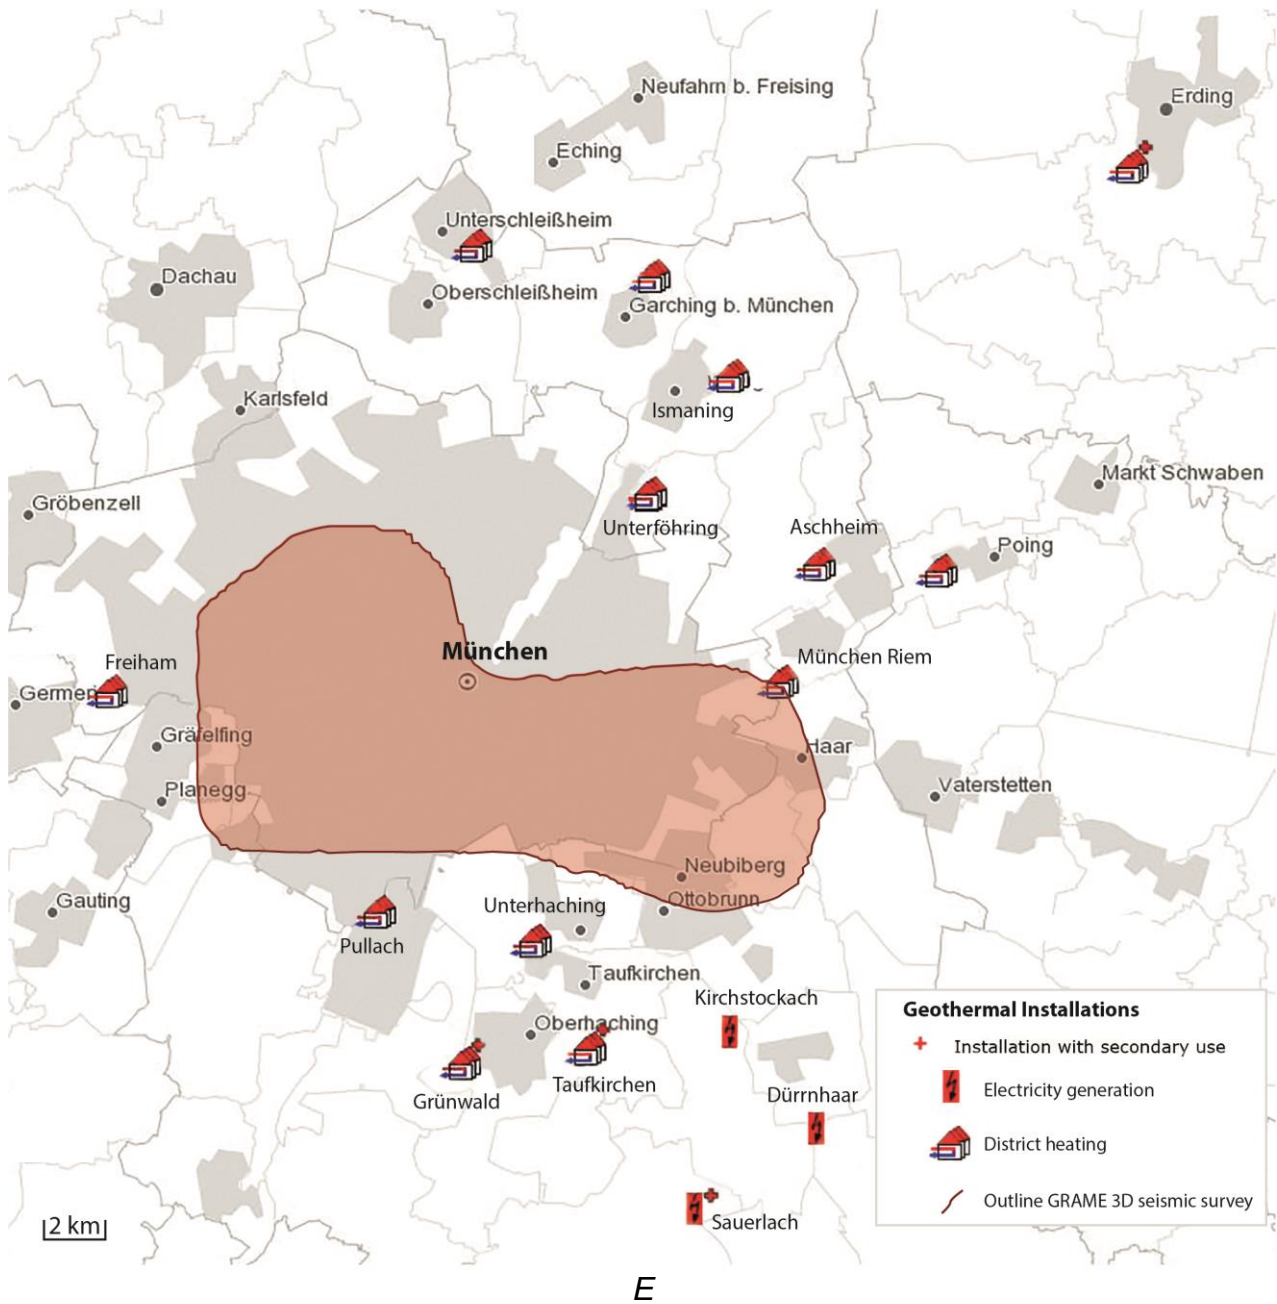 Neufahrn b. Freising
Erding
Eching
Unterschleißheim
Dachau
Oberschleißheim
Garching b. München
Karlsfeld
Ismaning
Markt Schwaben
Gröbenzell
Unterföhring
Aschheim
Poing
München
Freiham
München Riem
Germeri
Gräfelfing
Haar
Planegg
Vaterstetten
Neubiberg
Gauting
Unterhaching
Ottobrunn
Pullach
Taufkirchen
Kirchstockach
Oberhaching
Taufkirchen
Grünwald
Dürrnhaar
Sauerlach
Geothermal Installations
Installation with secondary use
Electricity generation
District heating
Outline GRAME 3D seismic survey
2 km
E